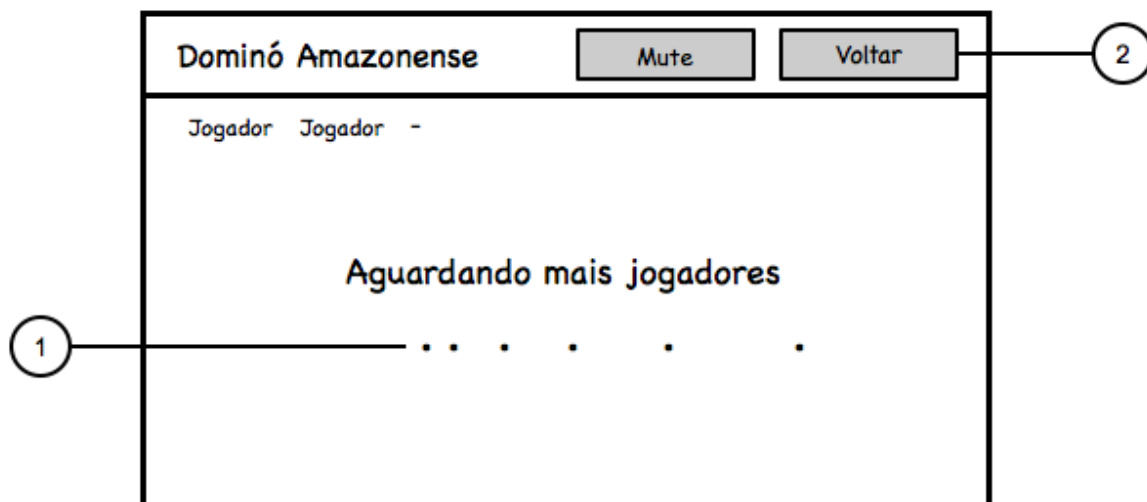 Dominó Amazonense Mute Voltar 2
Jogador Jogador -
Aguardando mais jogadores
1 . . . . . .